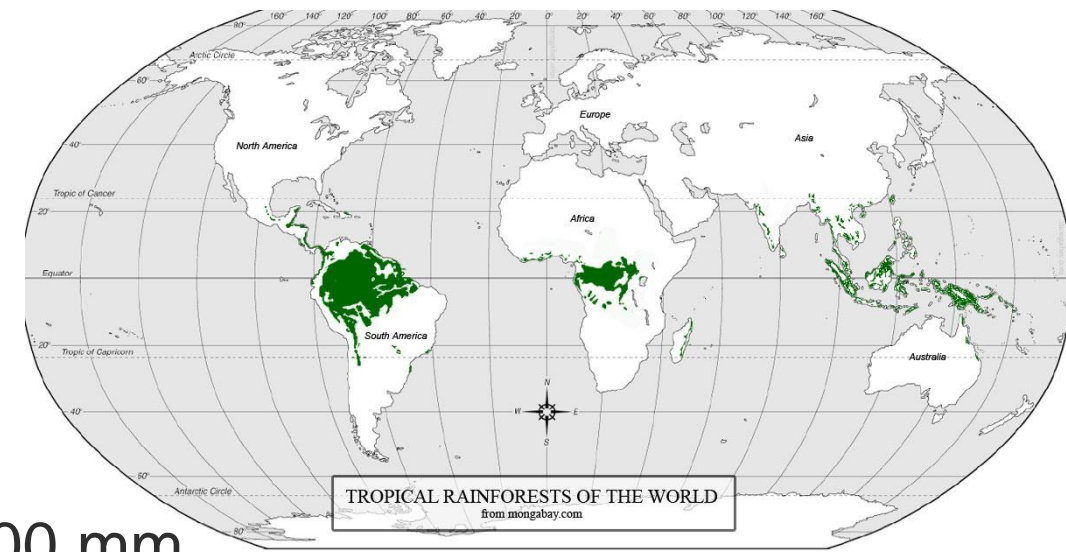 160° 140° 120° 100° 80° 60° 40° 20° 0° 20° 40° 60° 80° 100° 120° 140° 160°
80°
Arctic Circle
60°
Europe
Asia
North America
40°
Tropic of Cancer
20°
Africa
Equator
South America
20°
Tropic of Capricorn
Australia
N
W E
S
40°
60°
Antarctic Circle
TROPICAL RAINFORESTS OF THE WORLD
from mongabay.com
80°
00 mm